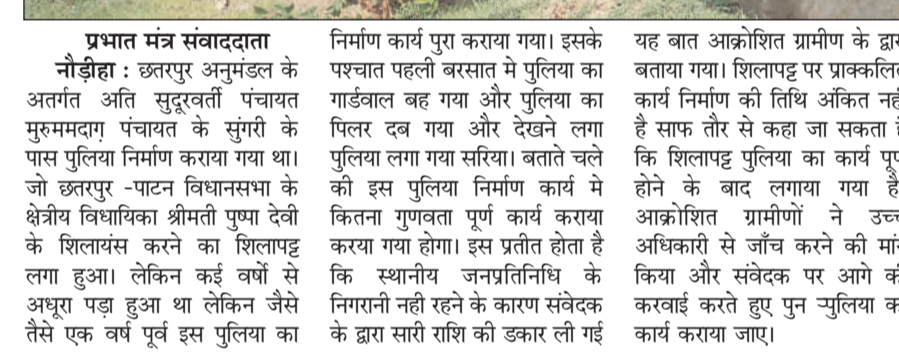 प्रभात मंत्र संवाददाता
नौड़ीहा : छतरपुर अनुमंडल के
अतर्गत अति सुदूरवर्ती पंचायत
मुरुममदाग़ पंचायत के सुंगरी के
पास पुलिया निर्माण कराया गया था।
जो छतरपुर -पाटन विधानसभा के
क्षेत्रीय विधायिका श्रीमती पुष्पा देवी
के शिलायंस करने का शिलापट्ट
लगा हुआ। लेकिन कई वर्षो से
अधूरा पड़ा हुआ था लेकिन जैसे
तैसे एक वर्ष पूर्व इस पुलिया का
निर्माण कार्य पुरा कराया गया। इसके
पश्चात पहली बरसात मे पुलिया का
गार्डवाल बह गया और पुलिया का
पिलर दब गया और देखने लगा
पुलिया लगा गया सरिया। बताते चले
की इस पुलिया निर्माण कार्य मे
कितना गुणवता पूर्ण कार्य कराया
करया गया होगा। इस प्रतीत होता है
कि स्थानीय जनप्रतिनिधि के
निगरानी नही रहने के कारण संवेदक
के द्वारा सारी राशि की डकार ली गई
यह बात आक्रोशित ग्रामीण के
बताया गया। शिलापट्ट पर
कार्य निर्माण की तिथि अंकित
है साफ तौर से कहा जा सकता
कि शिलापट्ट पुलिया का कार्य
होने के बाद लगाया गया है
आक्रोशित ग्रामीणों ने
अधिकारी से जाँच करने की
किया और संवेदक पर आगे
करवाई करते हुए पुन
कार्य कराया जाए।